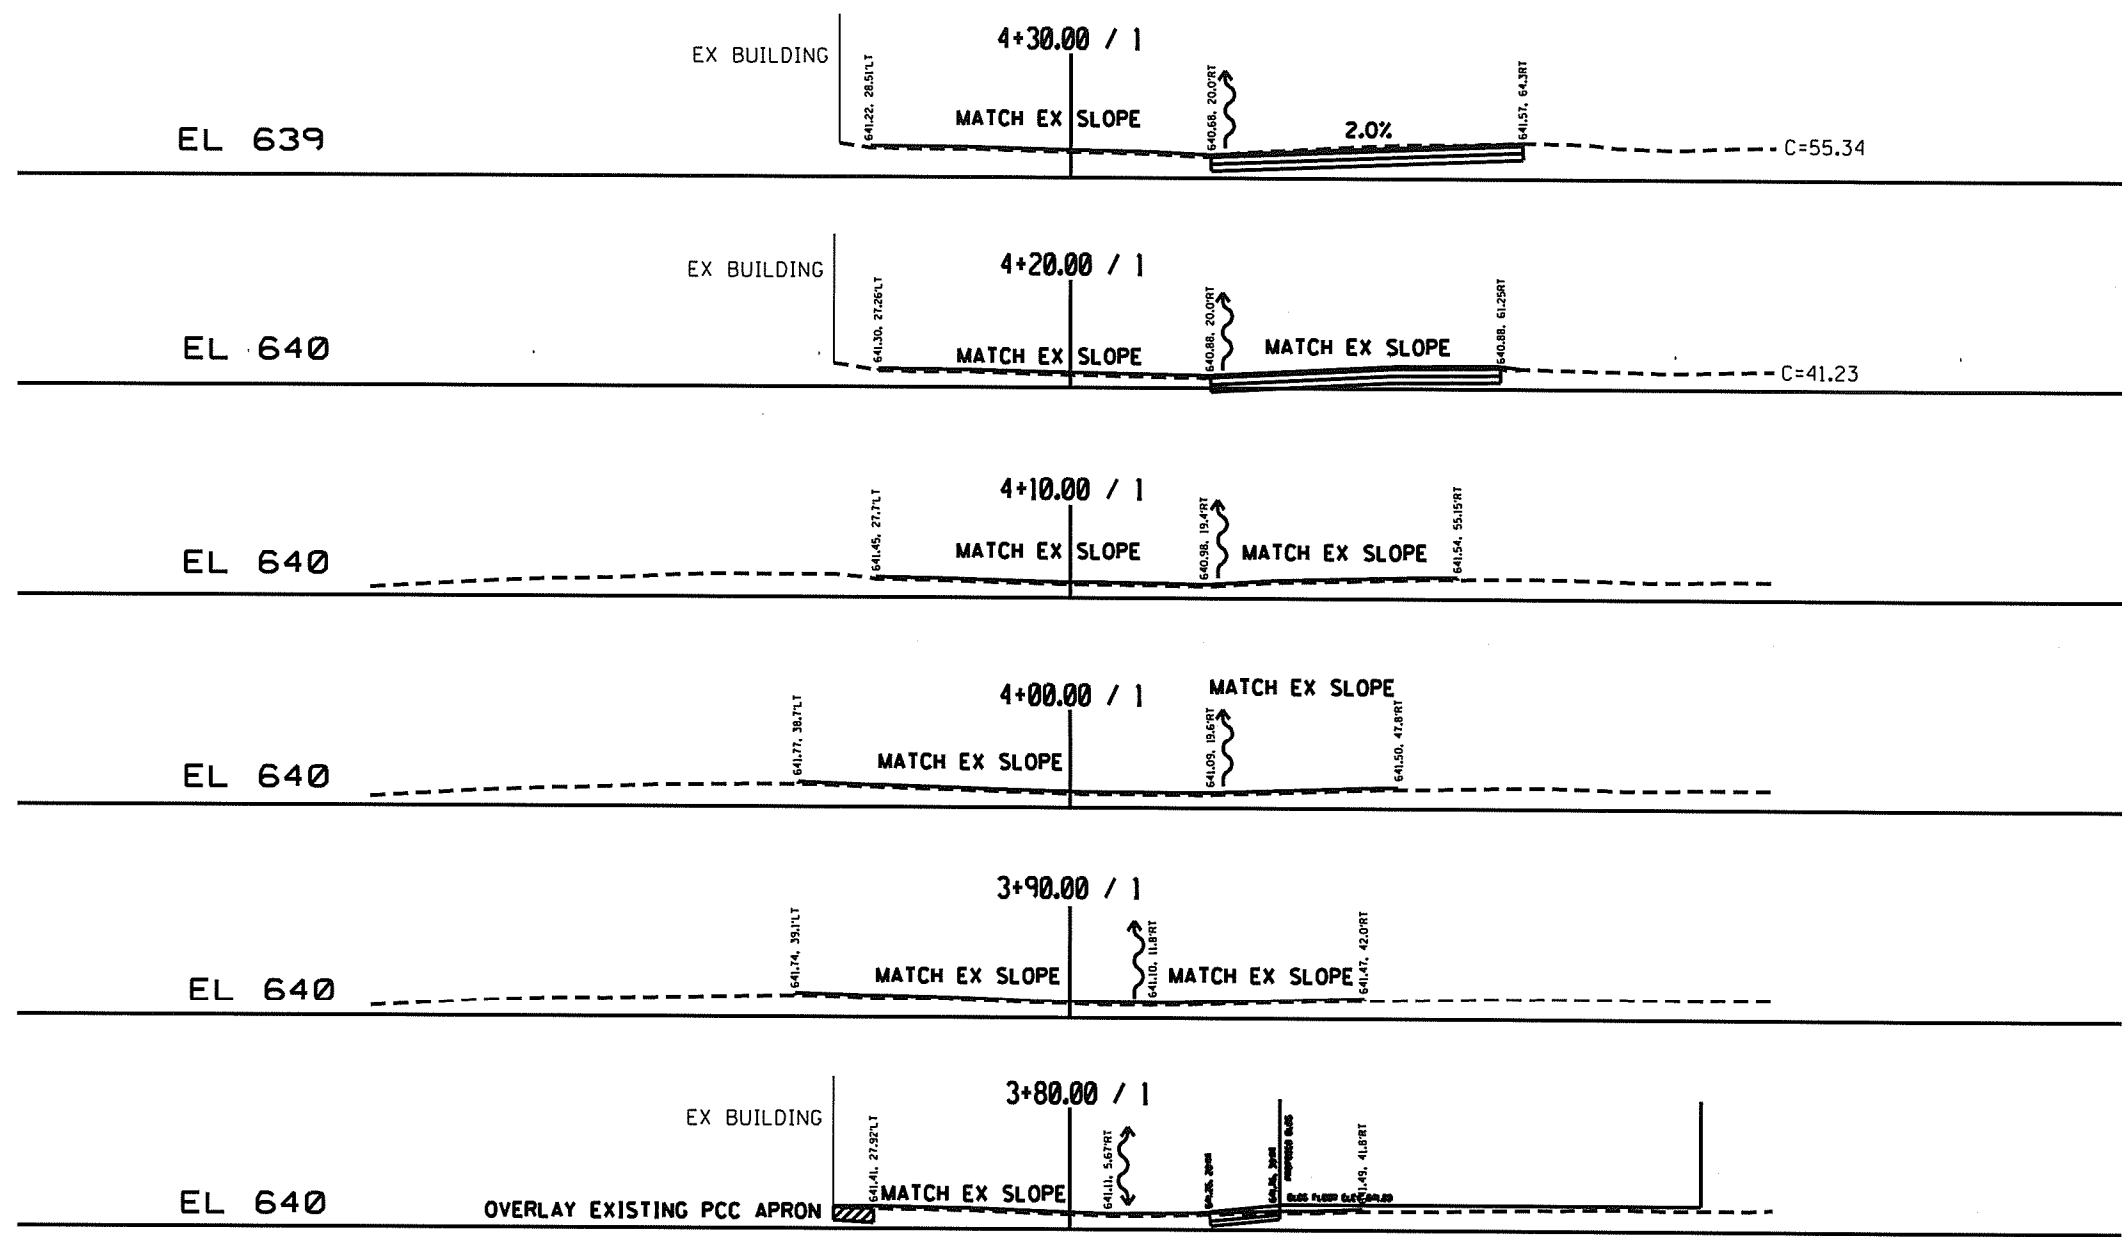 4+30.00 / 1
EX BUILDING
641.22, 28.51'LT
MATCH EX SLOPE
640.68, 20.0'RT
2.0%
641.57, 64.3RT
EL 639
C=55.34
4+20.00 / 1
EX BUILDING
641.30, 27.26'LT
MATCH EX SLOPE
640.88, 20.0'RT
MATCH EX SLOPE
640.88, 61.25RT
EL 640
C=41.23
4+10.00 / 1
641.45, 27.7'LT
MATCH EX SLOPE
640.98, 19.4'RT
MATCH EX SLOPE
641.54, 55.15'RT
EL 640
4+00.00 / 1
MATCH EX SLOPE
641.77, 38.7'LT
MATCH EX SLOPE
641.09, 19.6'RT
641.50, 47.8'RT
EL 640
3+90.00 / 1
641.74, 39.1'LT
MATCH EX SLOPE
641.10, 11.8'RT
MATCH EX SLOPE
641.47, 42.0'RT
EL 640
3+80.00 / 1
EX BUILDING
641.41, 27.92'LT
MATCH EX SLOPE
641.11, 5.67'RT
PROPOSED BLDG
641.49, 41.8'RT
EL 640
OVERLAY EXISTING PCC APRON
BLDG FLOOR